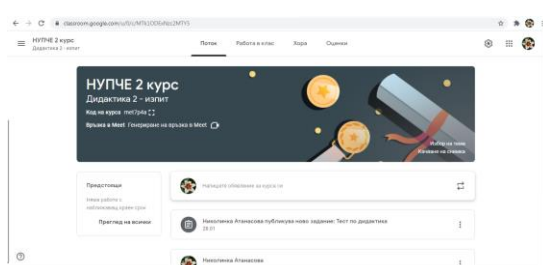 classroom.google.com
НУПЧЕ 2 курс
Дидактика 2 - изпит
Поток
Работа в клас
Хора
Оценки
НУПЧЕ 2 курс
Дидактика 2 - изпит
Код на курса met7p4a
Връзка в Meet Генериране на връзка в Meet
Избор на тема
Качване на снимка
Предстоящи
Няма работа с
наближаващ краен срок
Преглед на всички
Напишете обявление за курса си
Николинка Атанасова публикува ново задание: Тест по дидактика
28.01
Николинка Атанасова